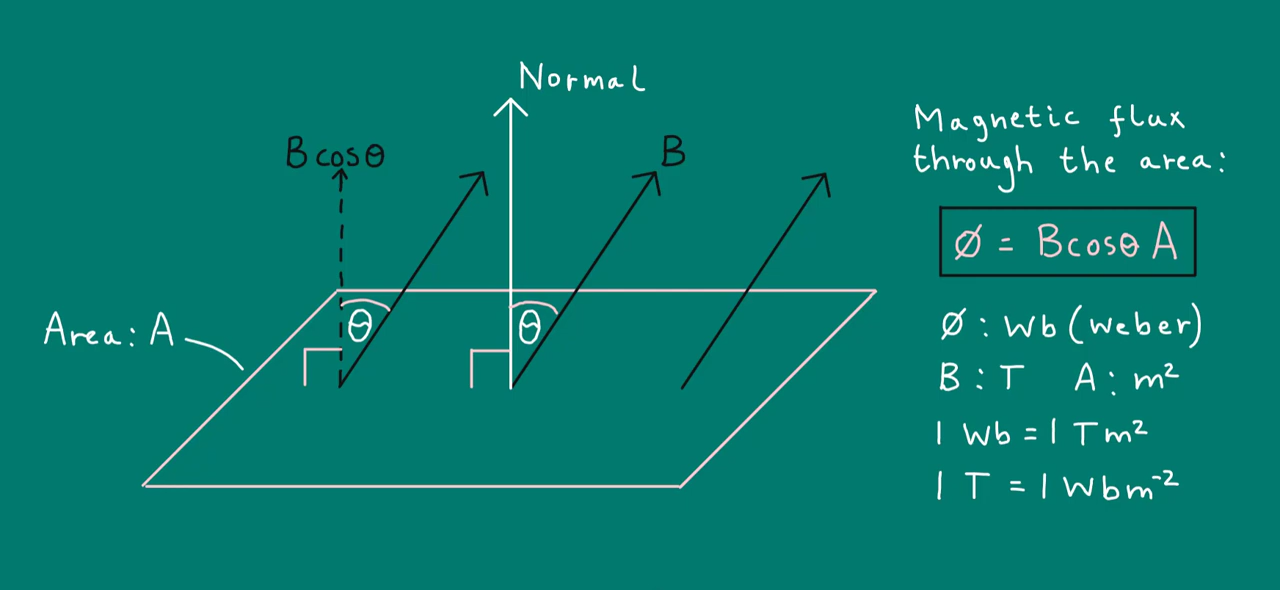 Normal
B cosθ
B
θ
θ
Area: A
Magnetic flux
through the area:
Ø = Bcosθ A
Ø : Wb (weber)
B : T A : m²
1 Wb = 1 Tm²
1 T = 1 Wbm⁻²